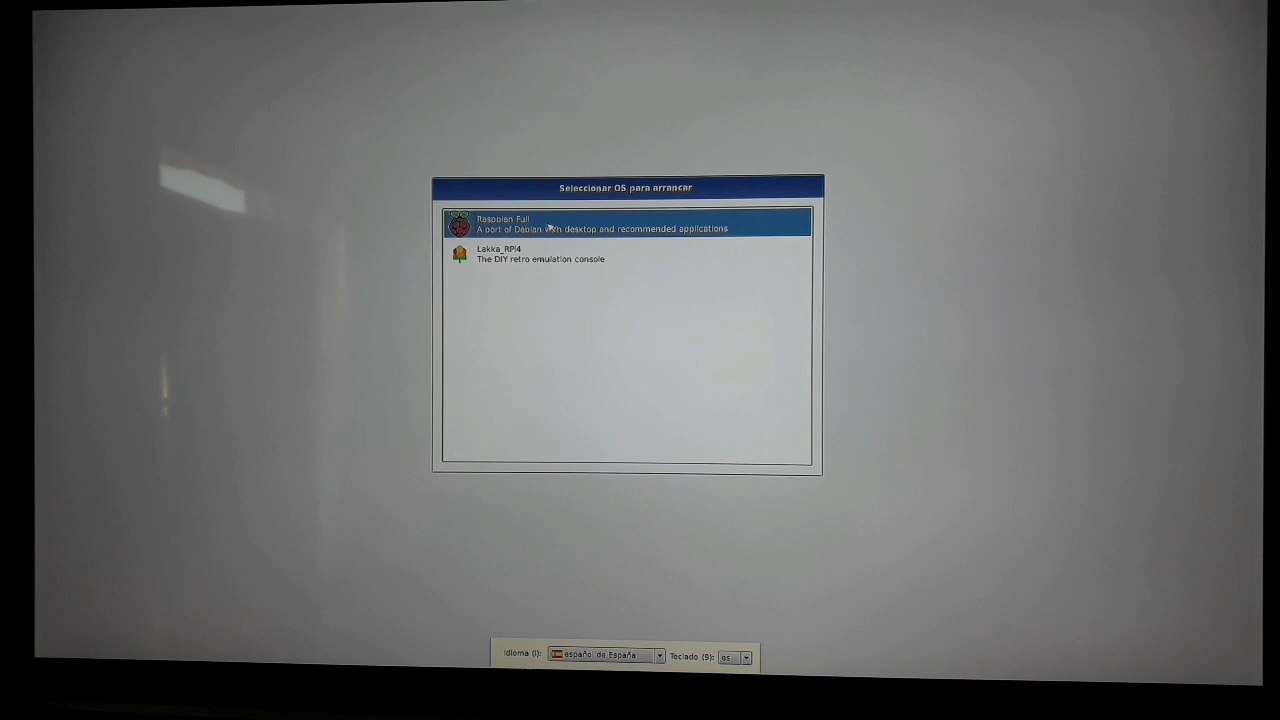 Seleccionar OS para arrancar
Raspbian Full
A port of Debian with desktop and recommended applications
Lakka_RPi4
The DIY retro emulation console
Idioma (l): español de España Teclado (9): es